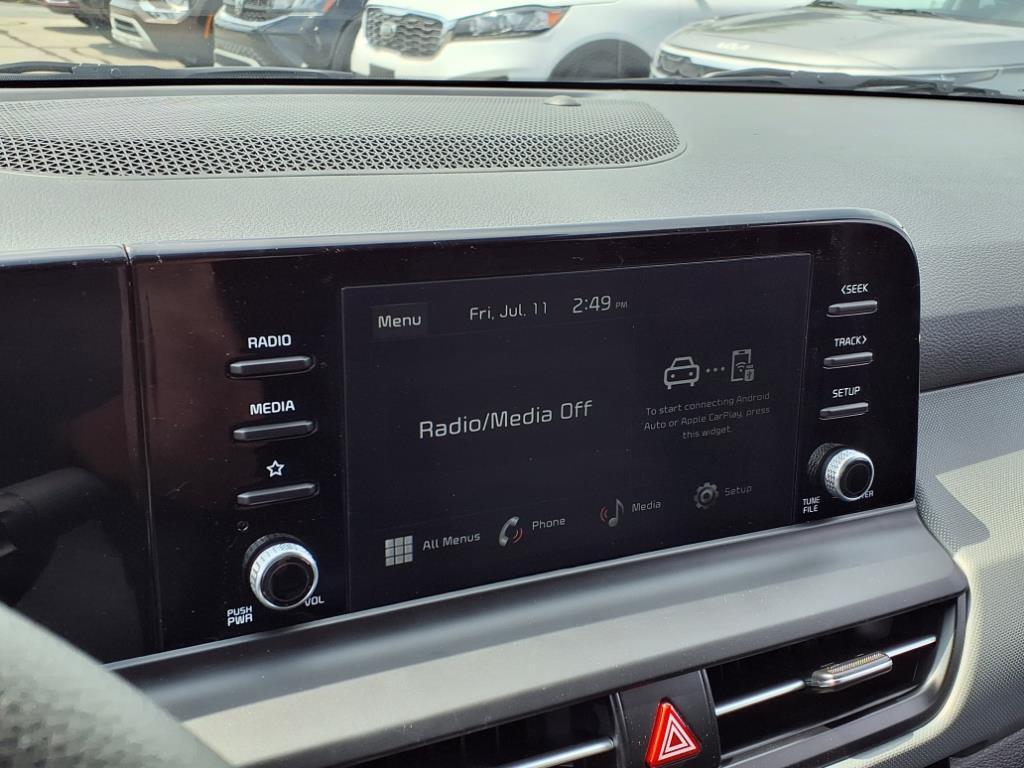 Menu
Fri, Jul. 11
2:49 PM
Radio/Media Off
To start connecting Android
Auto or Apple CarPlay, press
this widget.
All Menus
Phone
Media
Setup
RADIO
MEDIA
PUSH
PWR
VOL
<SEEK
TRACK>
SETUP
TUNE
FILE